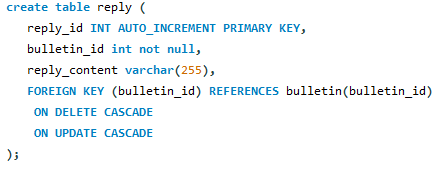 create table reply (
reply_id INT AUTO_INCREMENT PRIMARY KEY,
bulletin_id int not null,
reply_content varchar(255),
FOREIGN KEY (bulletin_id) REFERENCES bulletin(bulletin_id)
ON DELETE CASCADE
ON UPDATE CASCADE
);